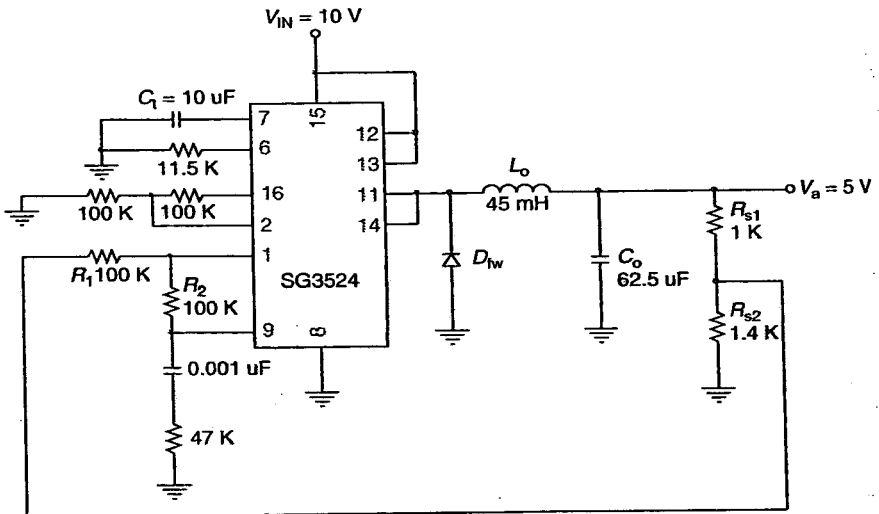 V_IN = 10 V
C_t = 10 uF
7
15
12
6
13
11.5 K
16
11
L_o
45 mH
V_a = 5 V
100 K
100 K
2
14
R_s1
1 K
R_1 100 K
1
SG3524
D_fw
C_o
62.5 uF
R_2
100 K
9
8
R_s2
1.4 K
0.001 uF
47 K